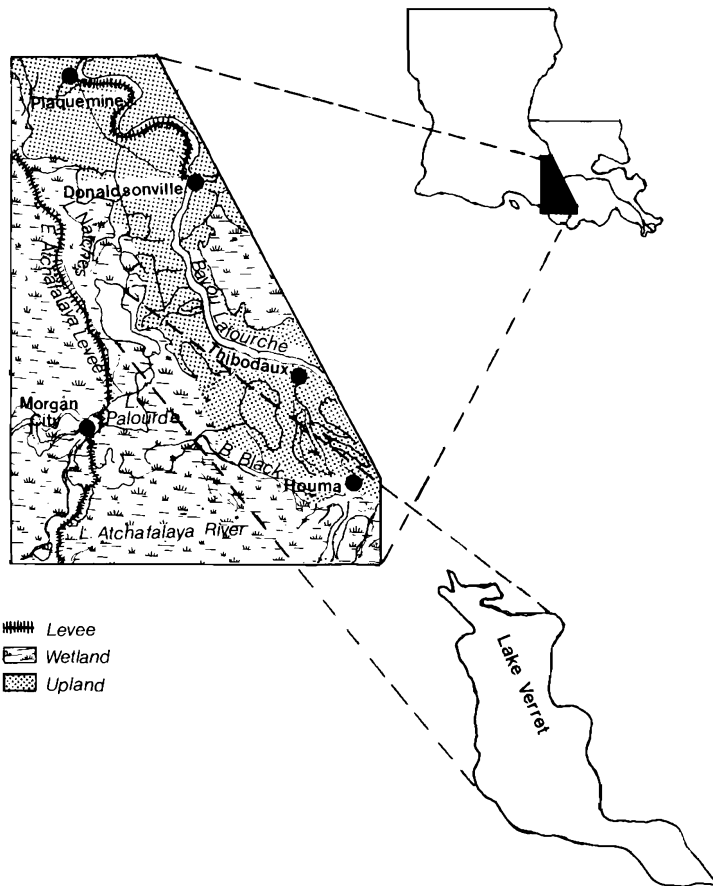 Plaquemine
Donaldsonville
Natchez
E. Atchafalaya Levee
Bayou Lafourche
Thibodaux
Morgan
City
L.
Palourde
B. Black
Houma
L. Atchafalaya River
Levee
Wetland
Upland
Lake Verret